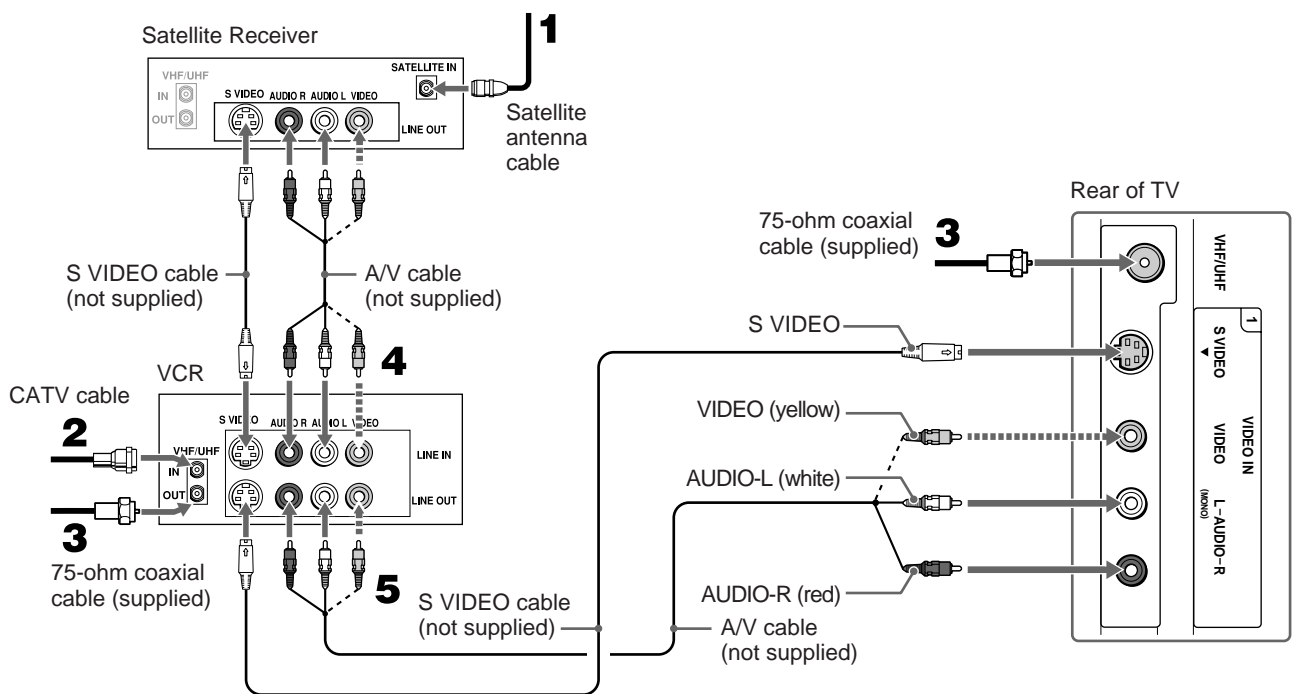 1
Satellite Receiver
SATELLITE IN
VHF/UHF
IN
OUT
S VIDEO AUDIO R AUDIO L VIDEO
LINE OUT
Satellite
antenna
cable
Rear of TV
75-ohm coaxial
cable (supplied)
3
VHF/UHF
S VIDEO cable
(not supplied)
A/V cable
(not supplied)
S VIDEO
1
S VIDEO
4
VCR
CATV cable
2
S VIDEO AUDIO R AUDIO L VIDEO
VHF/UHF
IN
OUT
LINE IN
LINE OUT
VIDEO (yellow)
VIDEO IN
VIDEO
AUDIO-L (white)
L-AUDIO-R
(MONO)
3
75-ohm coaxial
cable (supplied)
5
AUDIO-R (red)
S VIDEO cable
(not supplied)
A/V cable
(not supplied)